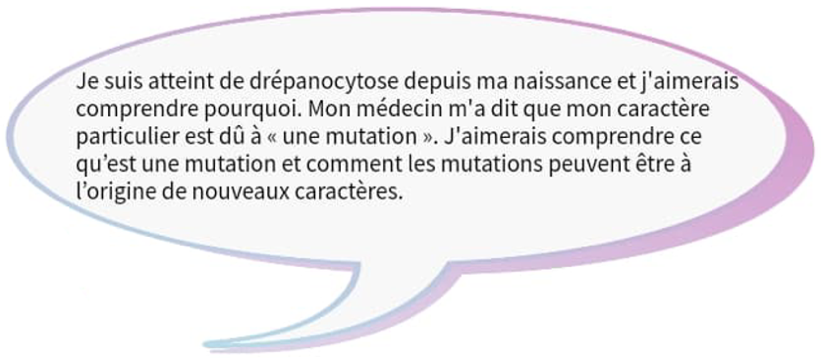 Je suis atteint de drépanocytose depuis ma naissance et j'aimerais
comprendre pourquoi. Mon médecin m'a dit que mon caractère
particulier est dû à « une mutation ». J'aimerais comprendre ce
qu’est une mutation et comment les mutations peuvent être à
l’origine de nouveaux caractères.